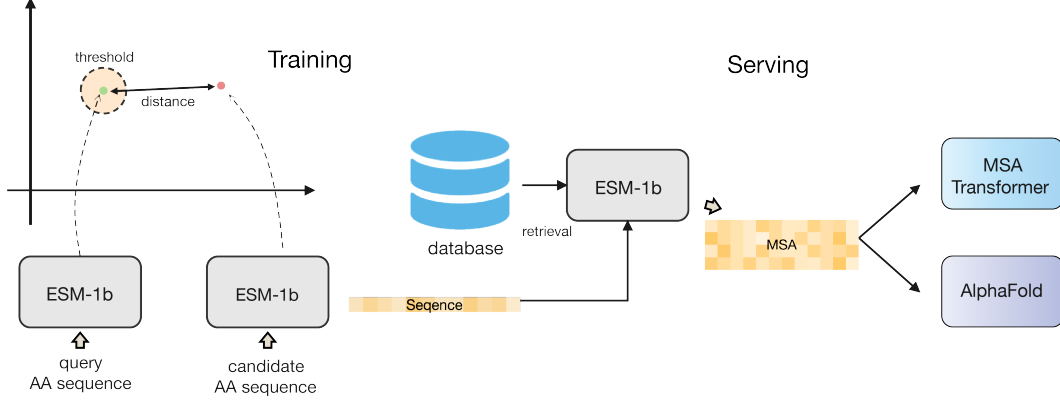 Training
threshold
distance
ESM-1b
query
AA sequence
ESM-1b
candidate
AA sequence
Serving
database
retrieval
ESM-1b
Seqence
MSA
MSA
Transformer
AlphaFold